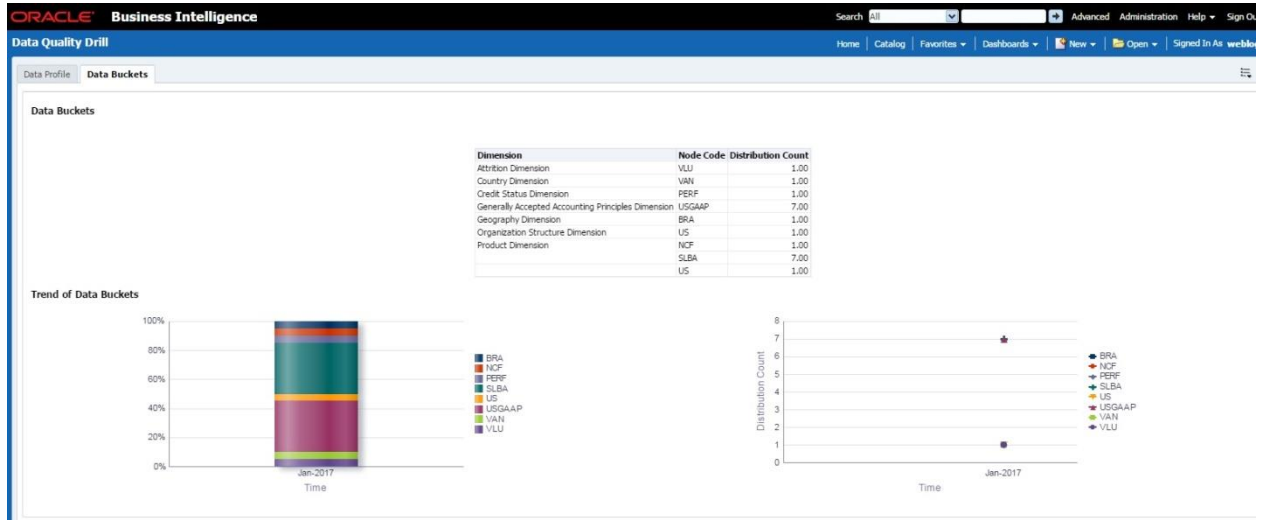 ORACLE Business Intelligence
Search All Advanced Administration Help Sign Ou
Data Quality Drill
Home Catalog Favorites Dashboards New Open Signed In As weblo
Data Profile Data Buckets
Data Buckets
Dimension Node Code Distribution Count
Attrition Dimension VLU 1.00
Country Dimension VAN 1.00
Credit Status Dimension PERF 1.00
Generally Accepted Accounting Principles Dimension USGAAP 7.00
Geography Dimension BRA 1.00
Organization Structure Dimension US 1.00
Product Dimension NCF 1.00
SLBA 7.00
US 1.00
Trend of Data Buckets
100%
80%
60%
40%
20%
0%
Jan-2017
Time
BRA
NCF
PERF
SLBA
US
USGAAP
VAN
VLU
Distribution Count
8
7
6
5
4
3
2
1
0
Jan-2017
Time
BRA
NCF
PERF
SLBA
US
USGAAP
VAN
VLU